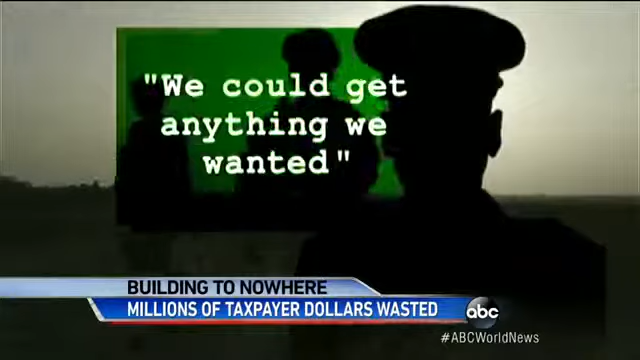 "We could get
anything we
wanted"
BUILDING TO NOWHERE
MILLIONS OF TAXPAYER DOLLARS WASTED
abc
#ABCWorldNews